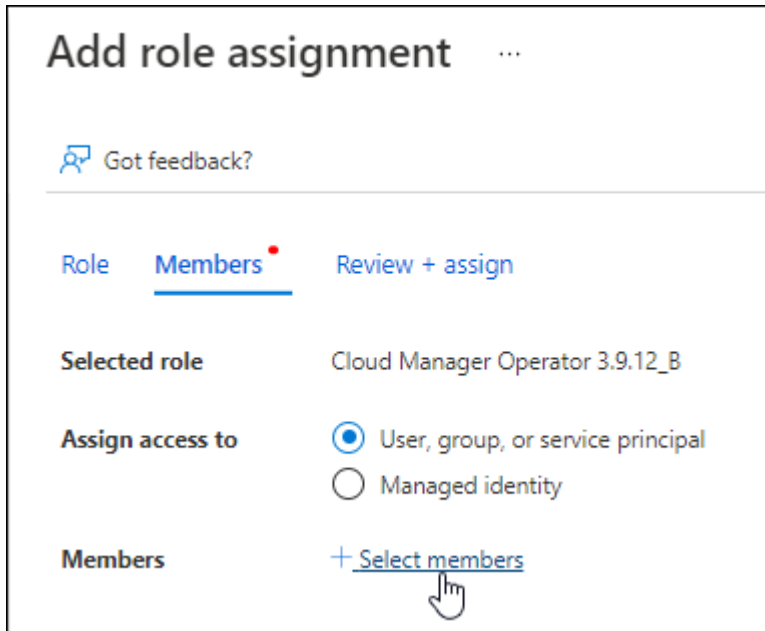 Add role assignment ...
Got feedback?
Role Members Review + assign
Selected role Cloud Manager Operator 3.9.12_B
Assign access to User, group, or service principal
Managed identity
Members + Select members